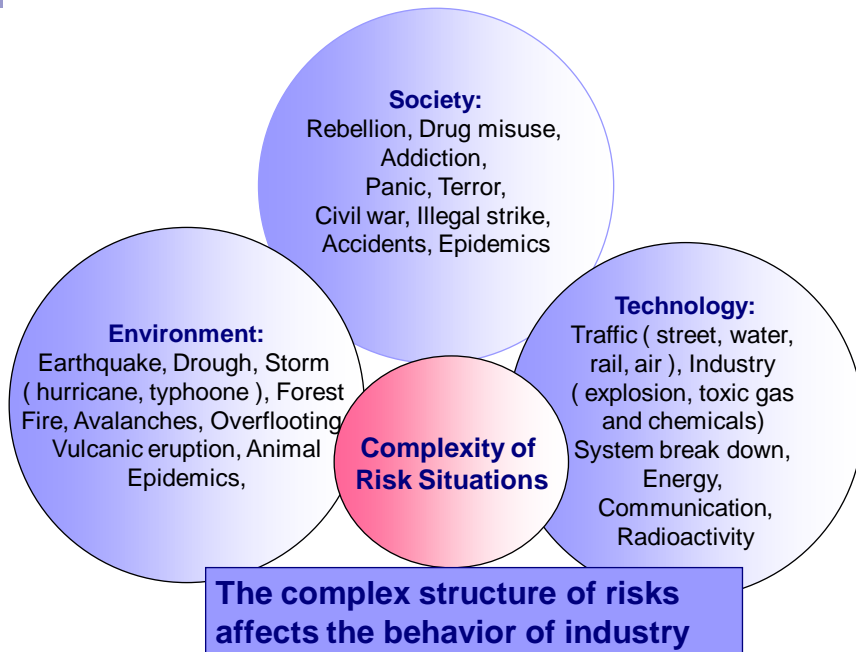 Society:
Rebellion, Drug misuse,
Addiction,
Panic, Terror,
Civil war, Illegal strike,
Accidents, Epidemics
Environment:
Earthquake, Drough, Storm
( hurricane, typhoone ), Forest
Fire, Avalanches, Overflooting
Vulcanic eruption, Animal
Epidemics,
Technology:
Traffic ( street, water,
rail, air ), Industry
( explosion, toxic gas
and chemicals)
System break down,
Energy,
Communication,
Radioactivity
Complexity of
Risk Situations
The complex structure of risks
affects the behavior of industry